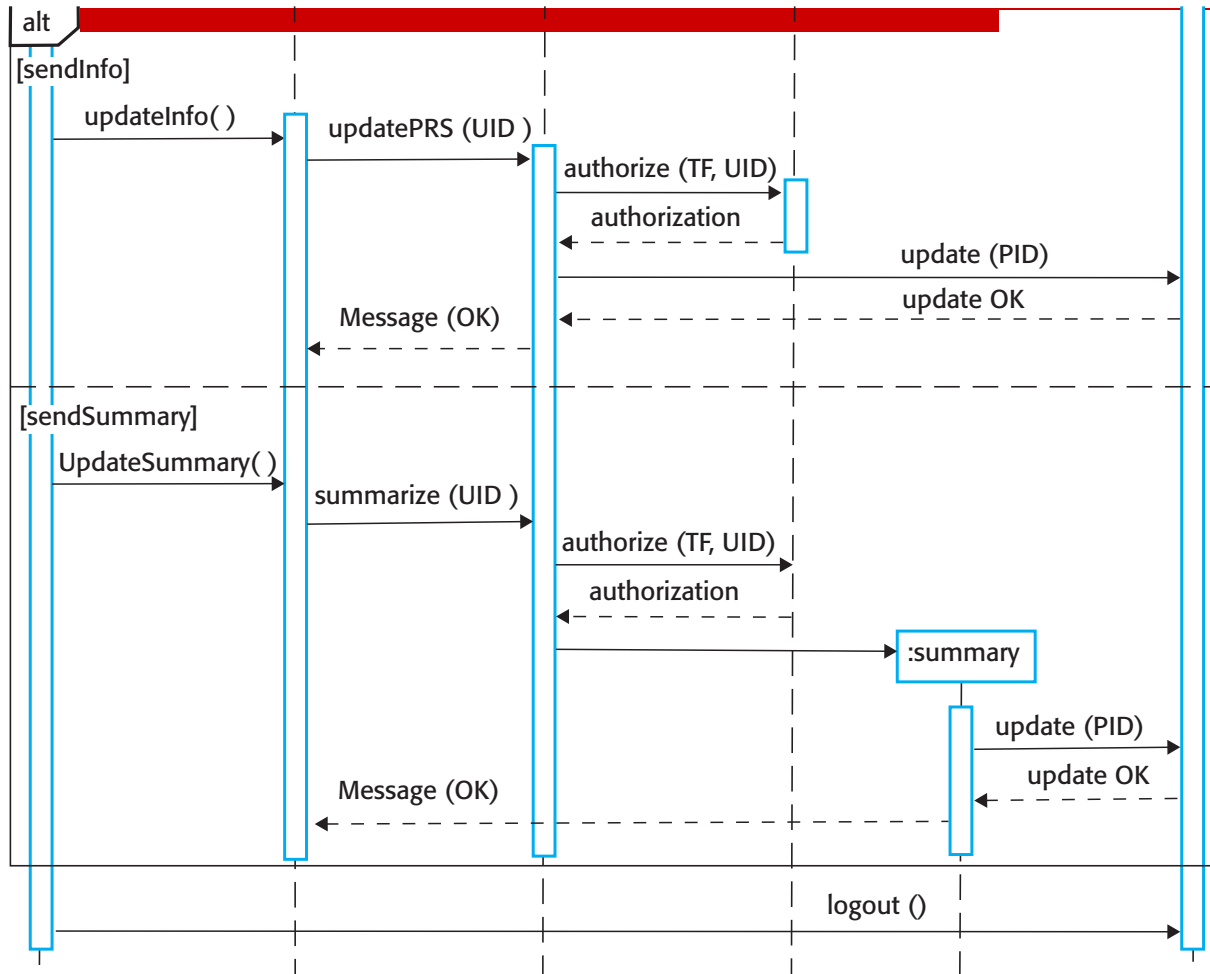 alt
[sendInfo]
updateInfo( )
updatePRS (UID )
authorize (TF, UID)
authorization
update (PID)
update OK
Message (OK)
[sendSummary]
UpdateSummary( )
summarize (UID )
authorize (TF, UID)
authorization
:summary
update (PID)
update OK
Message (OK)
logout ()